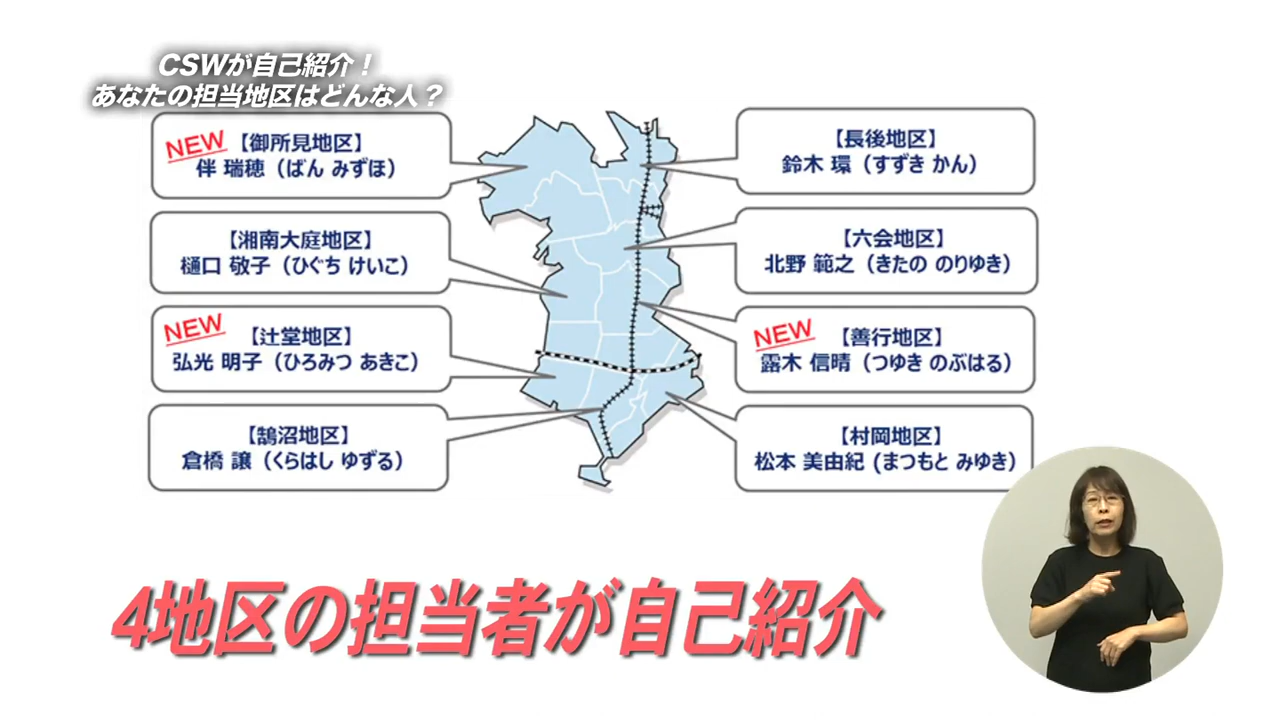 CSWが自己紹介！
あなたの担当地区はどんな人？
NEW 【御所見地区】
伴 瑞穂（ばん みずほ）
【湘南大庭地区】
樋口 敬子（ひぐち けいこ）
NEW 【辻堂地区】
弘光 明子（ひろみつ あきこ）
【鵠沼地区】
倉橋 譲（くらはし ゆずる）
【長後地区】
鈴木 環（すずき かん）
【六会地区】
北野 範之（きたの のりゆき）
NEW 【善行地区】
露木 信晴（つゆき のぶはる）
【村岡地区】
松本 美由紀（まつもと みゆき）
4地区の担当者が自己紹介